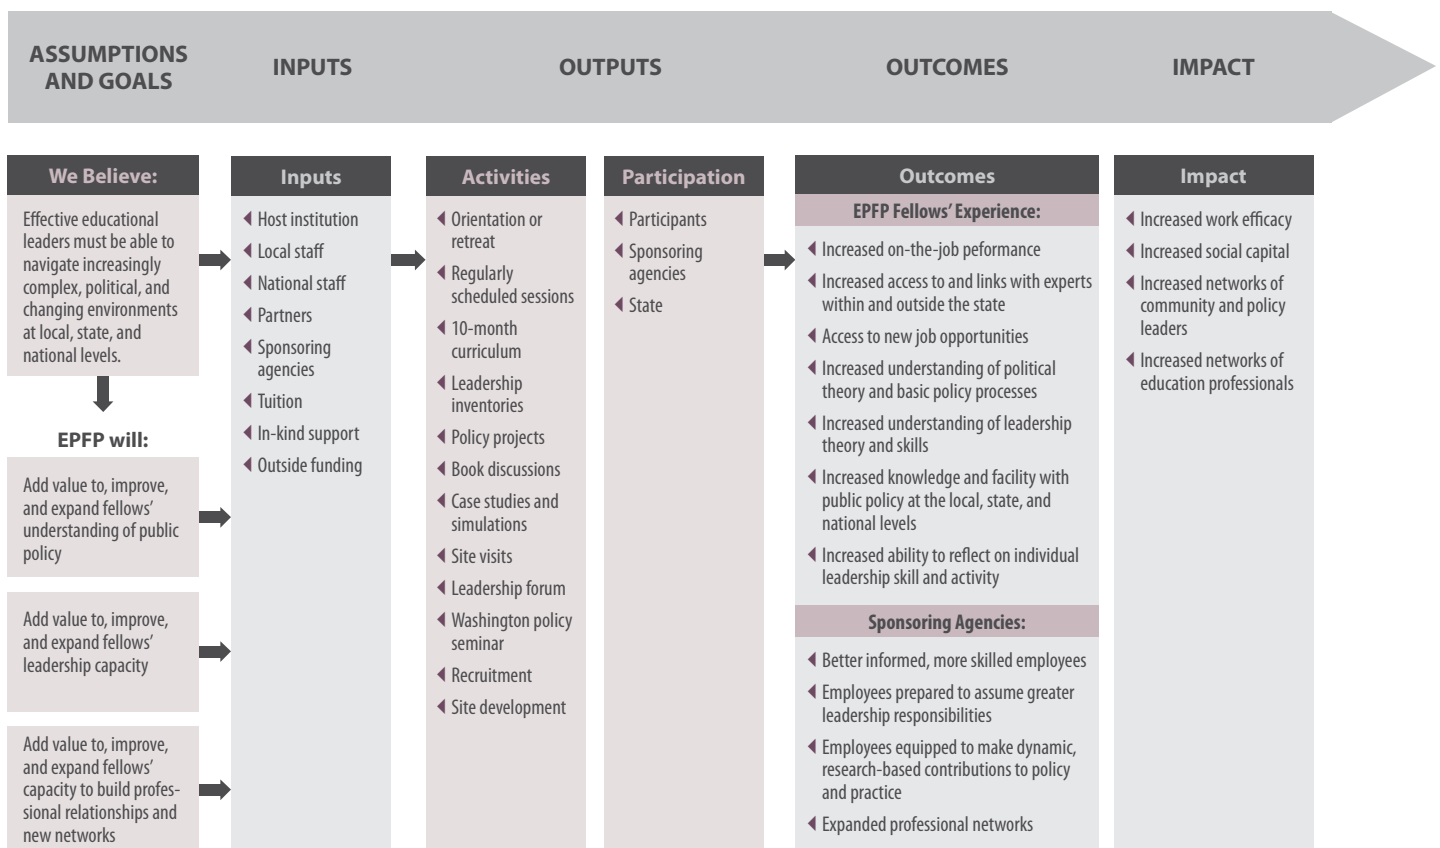 ASSUMPTIONS
AND GOALS
INPUTS
OUTPUTS
OUTCOMES
IMPACT
We Believe:
Effective educational
leaders must be able to
navigate increasingly
complex, political, and
changing environments
at local, state, and
national levels.
EPFP will:
Add value to, improve,
and expand fellows’
understanding of public
policy
Add value to, improve,
and expand fellows’
leadership capacity
Add value to, improve,
and expand fellows’
capacity to build profes-
sional relationships and
new networks
Inputs
Host institution
Local staff
National staff
Partners
Sponsoring
agencies
Tuition
In-kind support
Outside funding
Activities
Orientation or
retreat
Regularly
scheduled sessions
10-month
curriculum
Leadership
inventories
Policy projects
Book discussions
Case studies and
simulations
Site visits
Leadership forum
Washington policy
seminar
Recruitment
Site development
Participation
Participants
Sponsoring
agencies
State
Outcomes
EPFP Fellows’ Experience:
Increased on-the-job peformance
Increased access to and links with experts
within and outside the state
Access to new job opportunities
Increased understanding of political
theory and basic policy processes
Increased understanding of leadership
theory and skills
Increased knowledge and facility with
public policy at the local, state, and
national levels
Increased ability to reflect on individual
leadership skill and activity
Sponsoring Agencies:
Better informed, more skilled employees
Employees prepared to assume greater
leadership responsibilities
Employees equipped to make dynamic,
research-based contributions to policy
and practice
Expanded professional networks
Impact
Increased work efficacy
Increased social capital
Increased networks of
community and policy
leaders
Increased networks of
education professionals